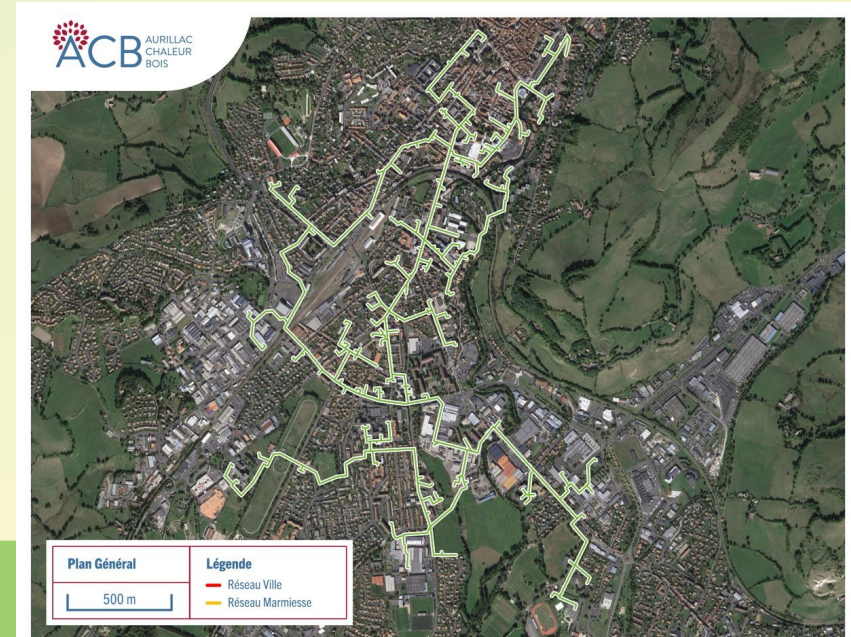 ACB
AURILLAC
CHALEUR
BOIS
Plan Général
500 m
Légende
Réseau Ville
Réseau Marmiesse